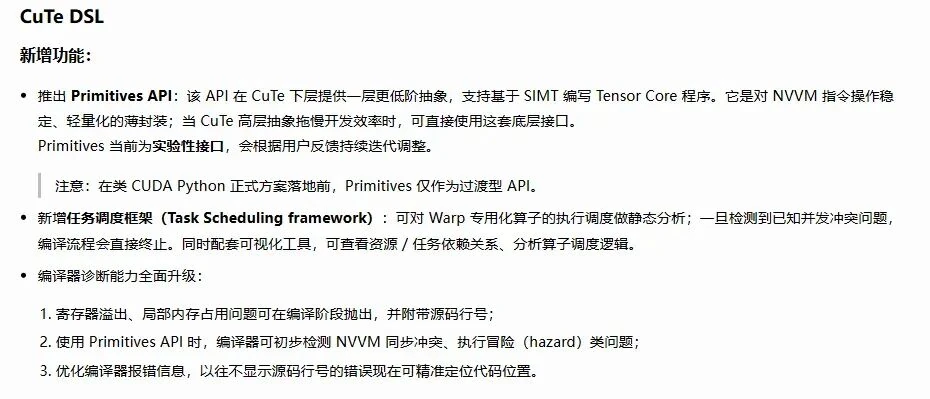 CuTe DSL
新增功能：
• 推出 Primitives API：该 API 在 CuTe 下层提供一层更低阶抽象，支持基于 SIMT 编写 Tensor Core 程序。它是对 NVVM 指令操作稳
定、轻量化的薄封装；当 CuTe 高层抽象拖慢开发效率时，可直接使用这套底层接口。
Primitives 当前为实验性接口，会根据用户反馈持续迭代调整。
注意：在类 CUDA Python 正式方案落地前，Primitives 仅作为过渡型 API。
• 新增任务调度框架（Task Scheduling framework）：可对 Warp 专用化算子的执行调度做静态分析；一旦检测到已知并发冲突问题，
编译流程会直接终止。同时配套可视化工具，可查看资源 / 任务依赖关系、分析算子调度逻辑。
• 编译器诊断能力全面升级：
1. 寄存器溢出、局部内存占用问题可在编译阶段抛出，并附带源码行号；
2. 使用 Primitives API 时，编译器可初步检测 NVVM 同步冲突、执行冒险（hazard）类问题；
3. 优化编译器报错信息，以往不显示源码行号的错误现在可精准定位代码位置。